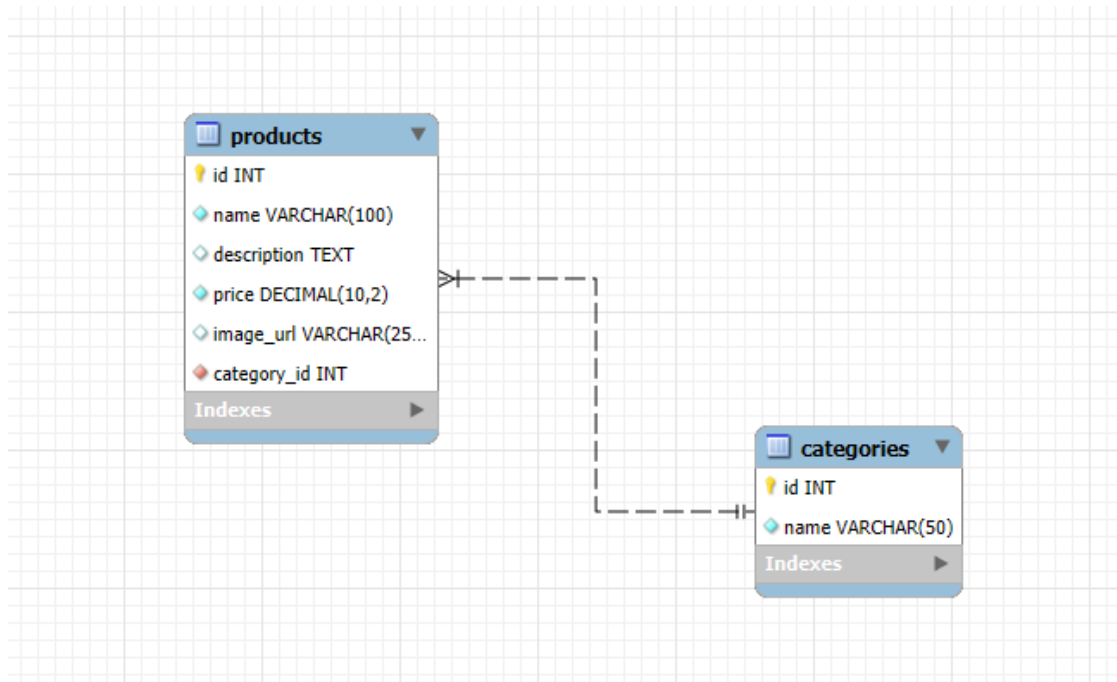 products
id INT
name VARCHAR(100)
description TEXT
price DECIMAL(10,2)
image_url VARCHAR(25...
category_id INT
Indexes
categories
id INT
name VARCHAR(50)
Indexes